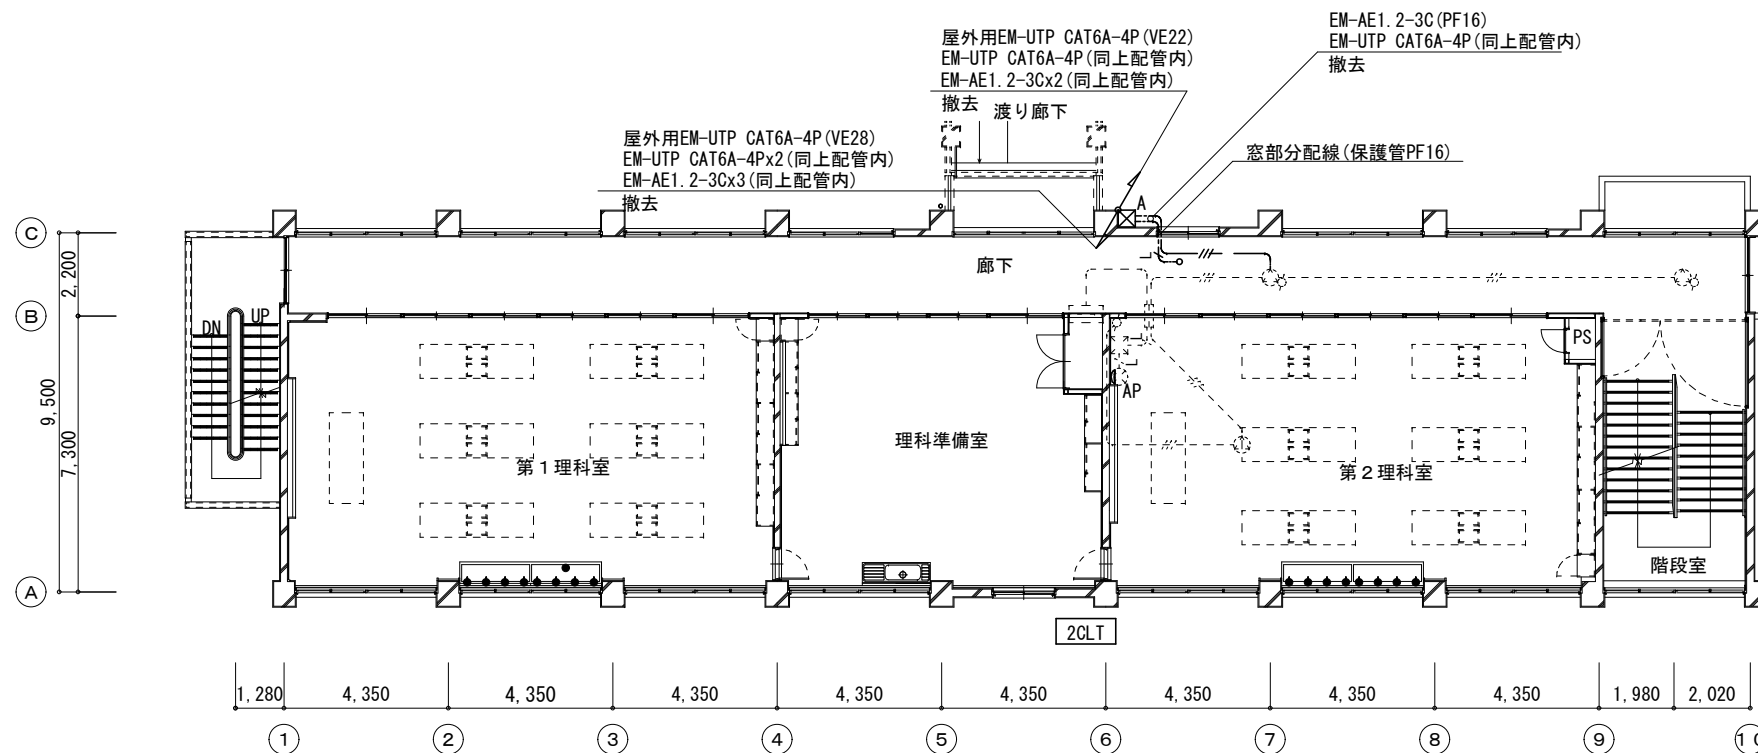 EM-AE1.2-3C(PF16)
EM-UTP CAT6A-4P(同上配管内)
撤去
屋外用EM-UTP CAT6A-4P(VE22)
EM-UTP CAT6A-4P(同上配管内)
EM-AE1.2-3Cx2(同上配管内)
撤去
渡り廊下
屋外用EM-UTP CAT6A-4P(VE28)
EM-UTP CAT6A-4Px2(同上配管内)
EM-AE1.2-3Cx3(同上配管内)
撤去
窓部分配線(保護管PF16)
A
C
2,200
廊下
B
DN
UP
PS
AP
9,500
7,300
理科準備室
第1理科室
第2理科室
階段室
A
2CLT
1,280
4,350
4,350
4,350
4,350
4,350
4,350
4,350
4,350
1,980
2,020
1
2
3
4
5
6
7
8
9
10